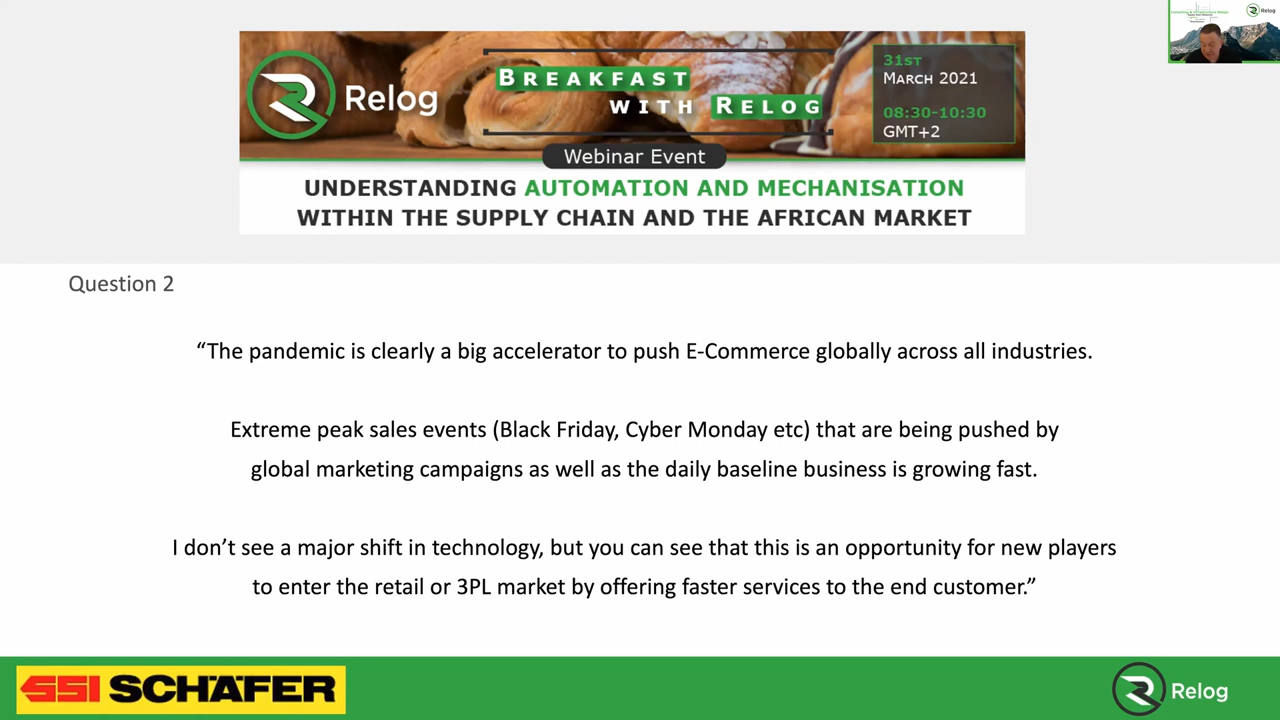 Relog
BREAKFAST
WITH RELOG
31ST
MARCH 2021
08:30-10:30
GMT+2
Webinar Event
UNDERSTANDING AUTOMATION AND MECHANISATION
WITHIN THE SUPPLY CHAIN AND THE AFRICAN MARKET
Relog
Question 2
“The pandemic is clearly a big accelerator to push E-Commerce globally across all industries.
Extreme peak sales events (Black Friday, Cyber Monday etc) that are being pushed by
global marketing campaigns as well as the daily baseline business is growing fast.
I don’t see a major shift in technology, but you can see that this is an opportunity for new players
to enter the retail or 3PL market by offering faster services to the end customer.”
SSI SCHÄFER
Relog